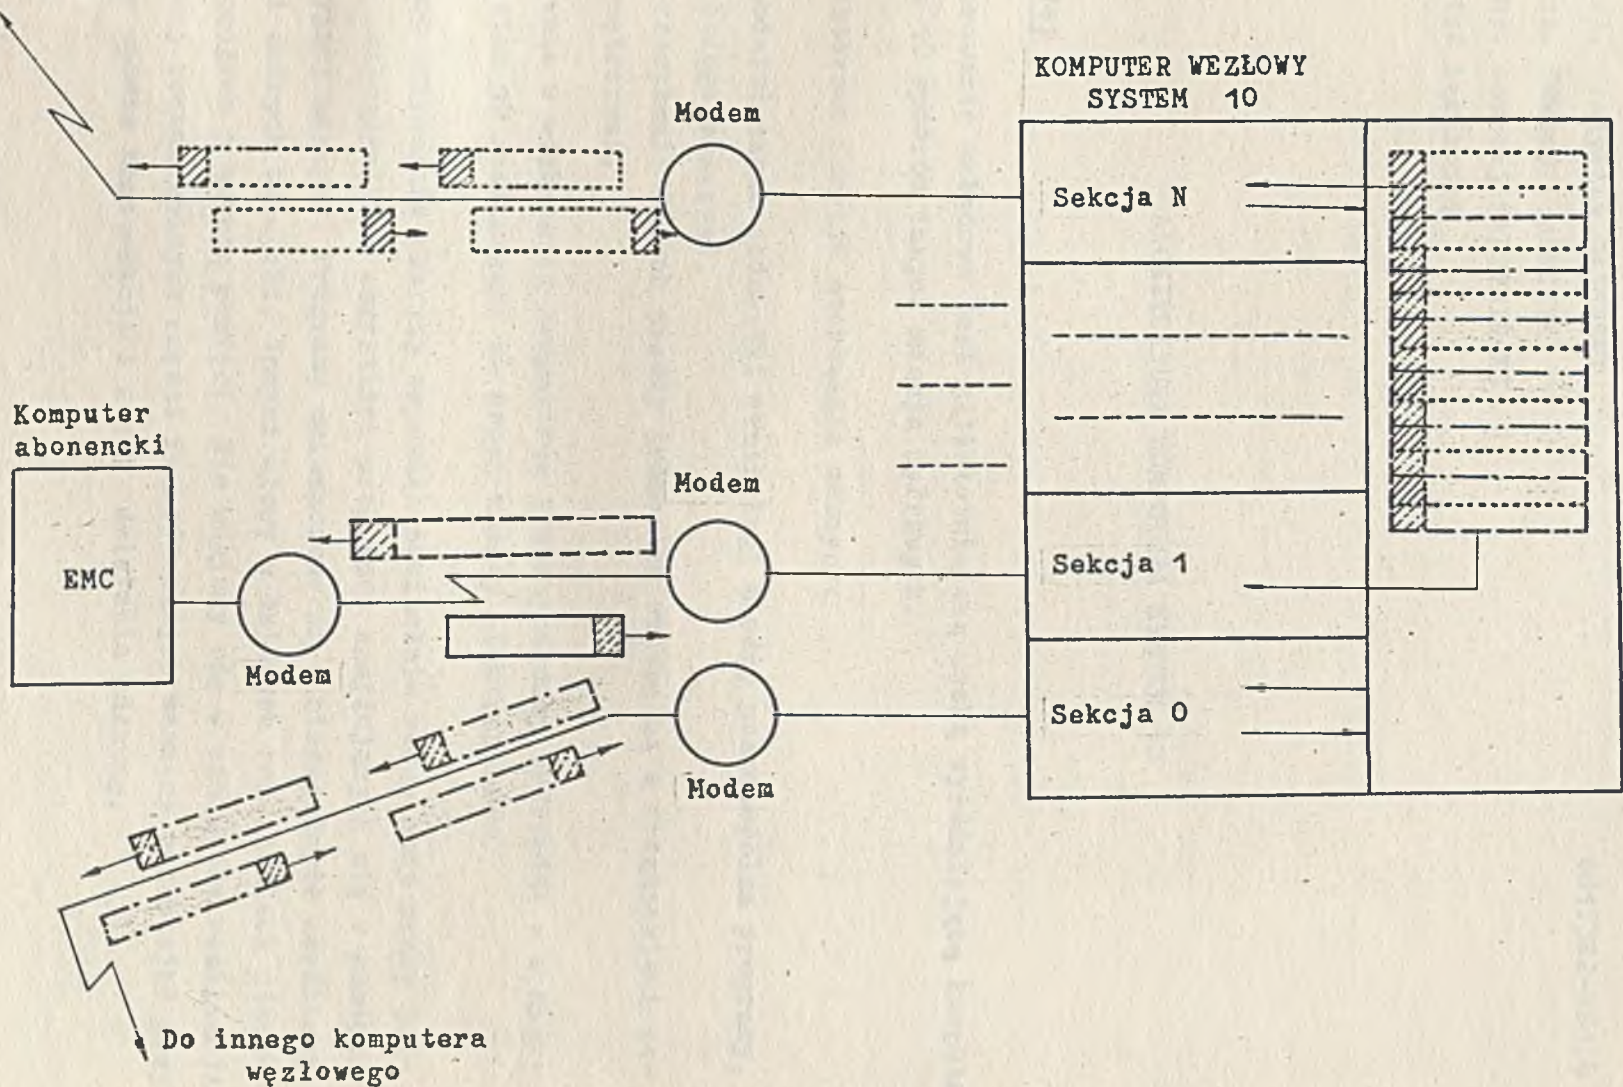 KOMPUTER WEZŁOWY
SYSTEM 10
Modem
Sekcja N
Komputer
abonencki
EMC
Modem
Modem
Sekcja 1
Modem
Sekcja 0
Do innego komputera
węzłowego